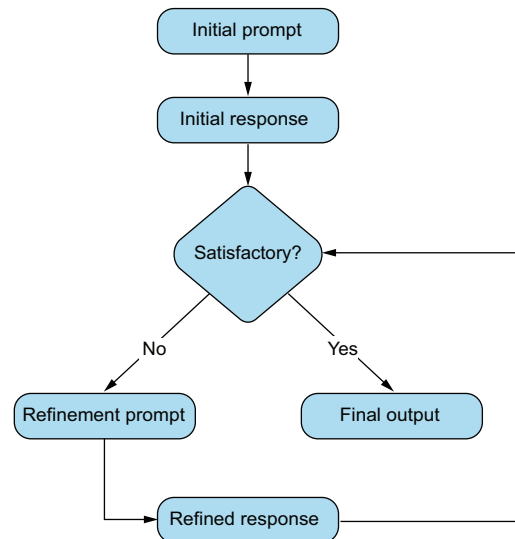 Initial prompt
Initial response
Satisfactory?
No
Yes
Refinement prompt
Final output
Refined response